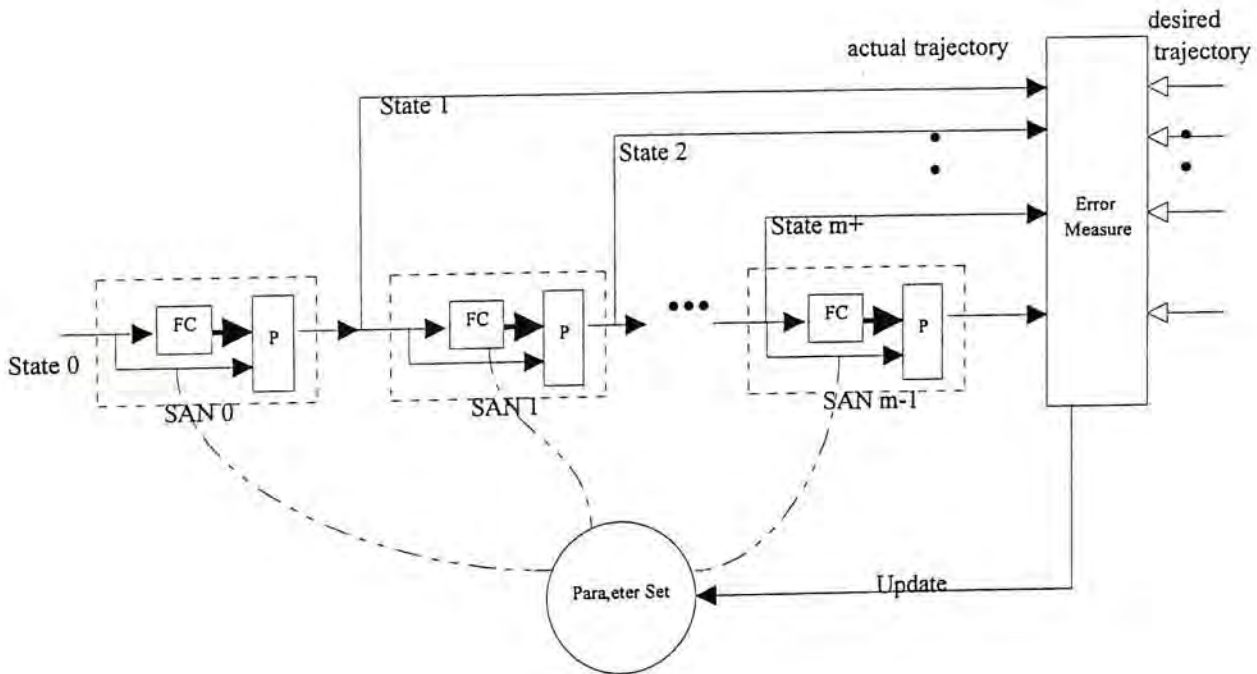 desired
trajectory
actual trajectory
State 1
State 2
State m+
Error
Measure
FC
P
FC
P
FC
P
State 0
SAN 0
SAN 1
SAN m-1
Para,eter Set
Update